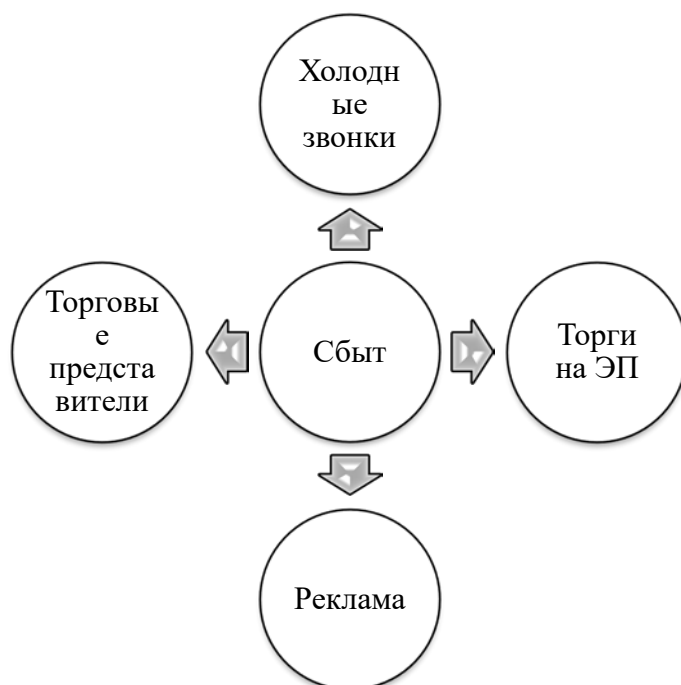 Холодн
ые
звонки
Торговы
е
предста
вители
Сбыт
Торги
на ЭП
Реклама